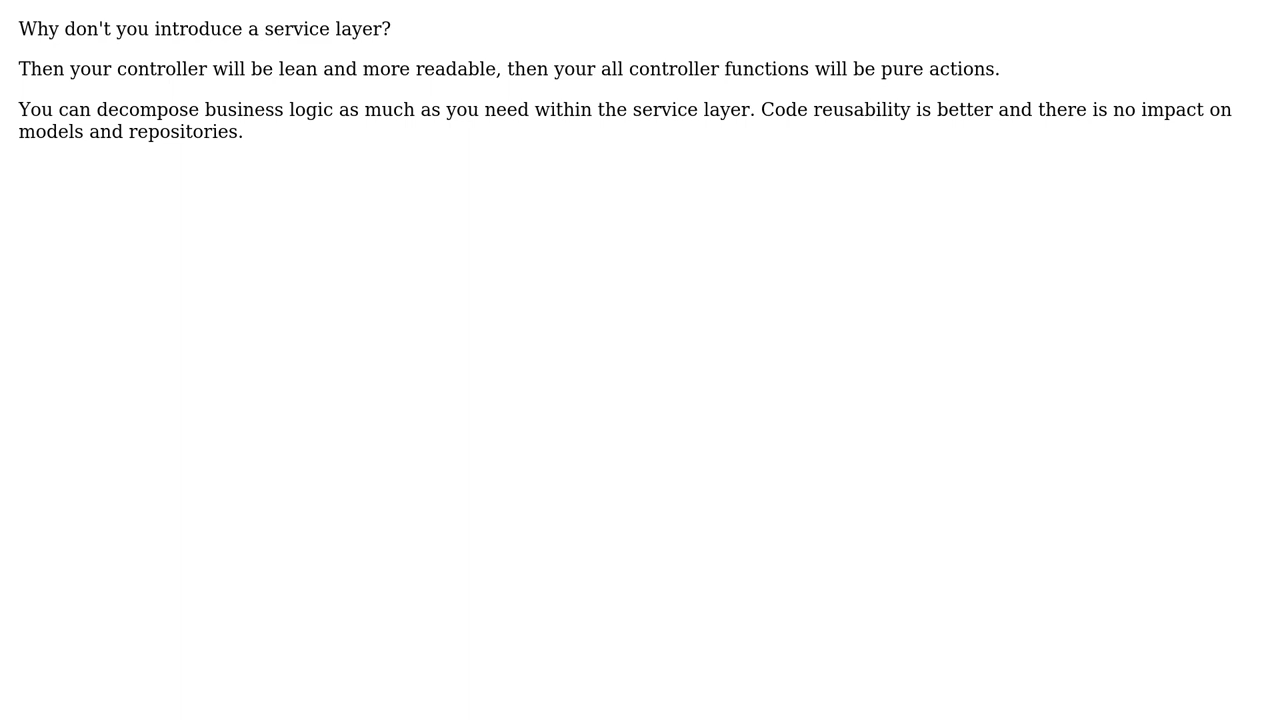 Why don't you introduce a service layer?
Then your controller will be lean and more readable, then your all controller functions will be pure actions.
You can decompose business logic as much as you need within the service layer. Code reusability is better and there is no impact on
models and repositories.